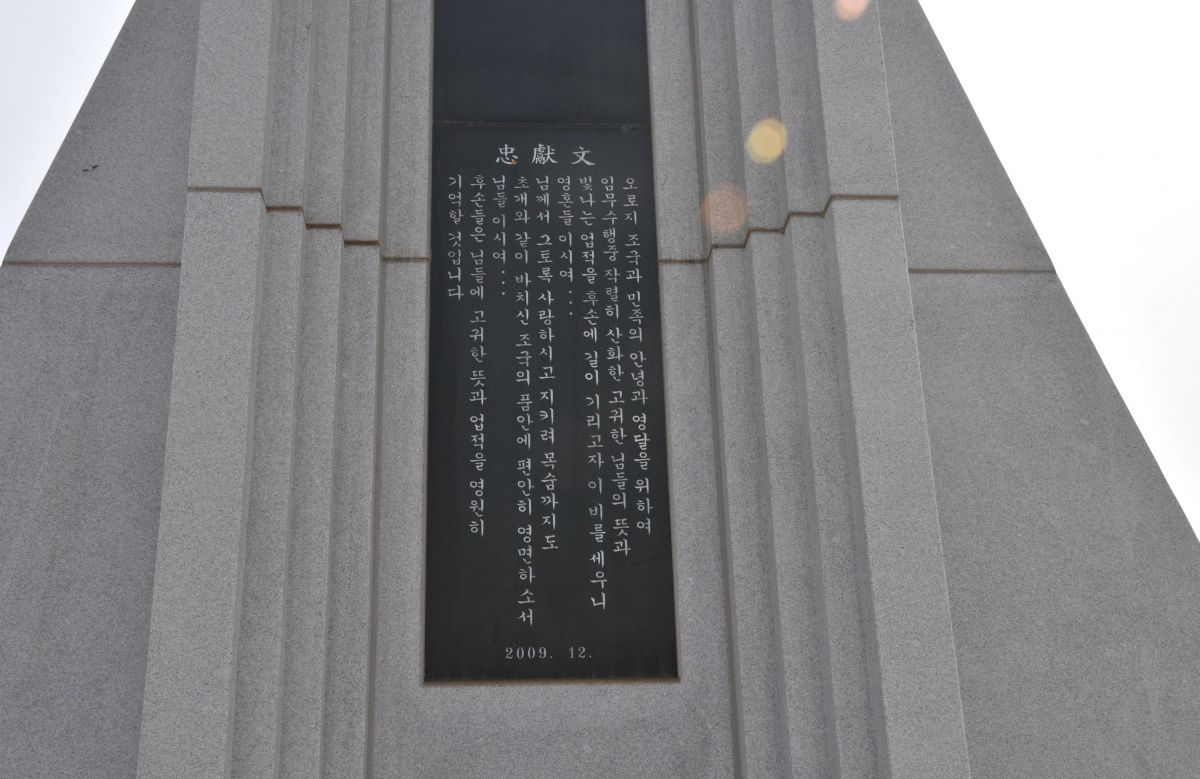 忠獻文
오로지 조국과 민족의 안녕과 영달을 위하여
임무수행중 작렬히 산화한 고귀한 님들의 뜻과
빛나는 업적을 후손에 길이 기리고자 이 비를 세우니
영혼들 이시여...
님께서 그토록 사랑하시고 지키려 목숨까지도
초개와 같이 바치신 조국의 품안에 편안히 영면하소서
님들 이시여...
후손들은 님들에 고귀한 뜻과 업적을 영원히
기억할 것입니다
2009. 12.